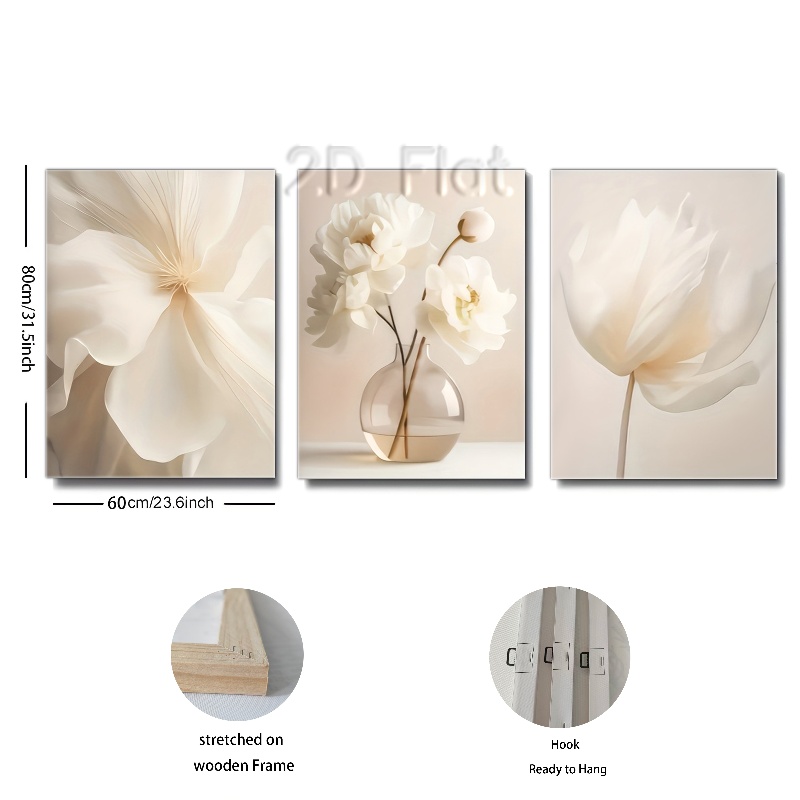 2D Flat
80cm/31.5inch
60cm/23.6inch
stretched on
wooden Frame
Hook
Ready to Hang